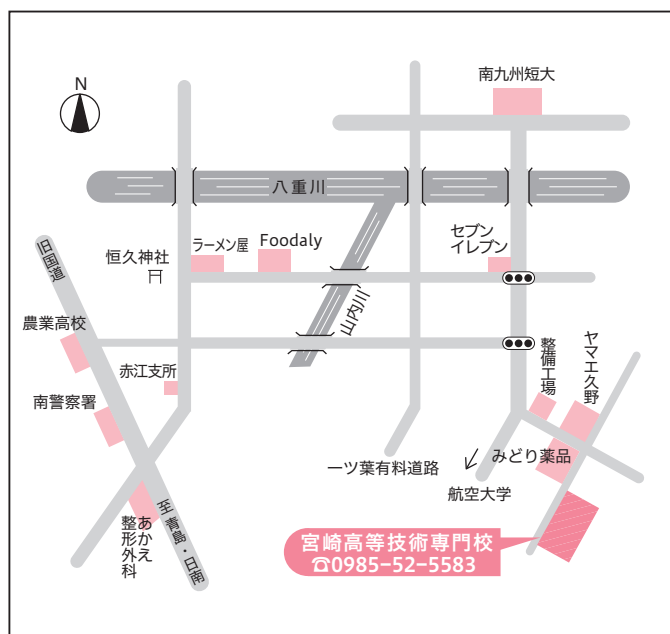 N
南九州短大
八重川
旧国道
恒久神社
ラーメン屋
Foodaly
セブン
イレブン
山内川
農業高校
赤江支所
南警察署
整備工場
ヤマエ久野
みどり薬品
一ツ葉有料道路
航空大学
あかえ
整形外科
至青島・日南
宮崎高等技術専門校
☎0985-52-5583